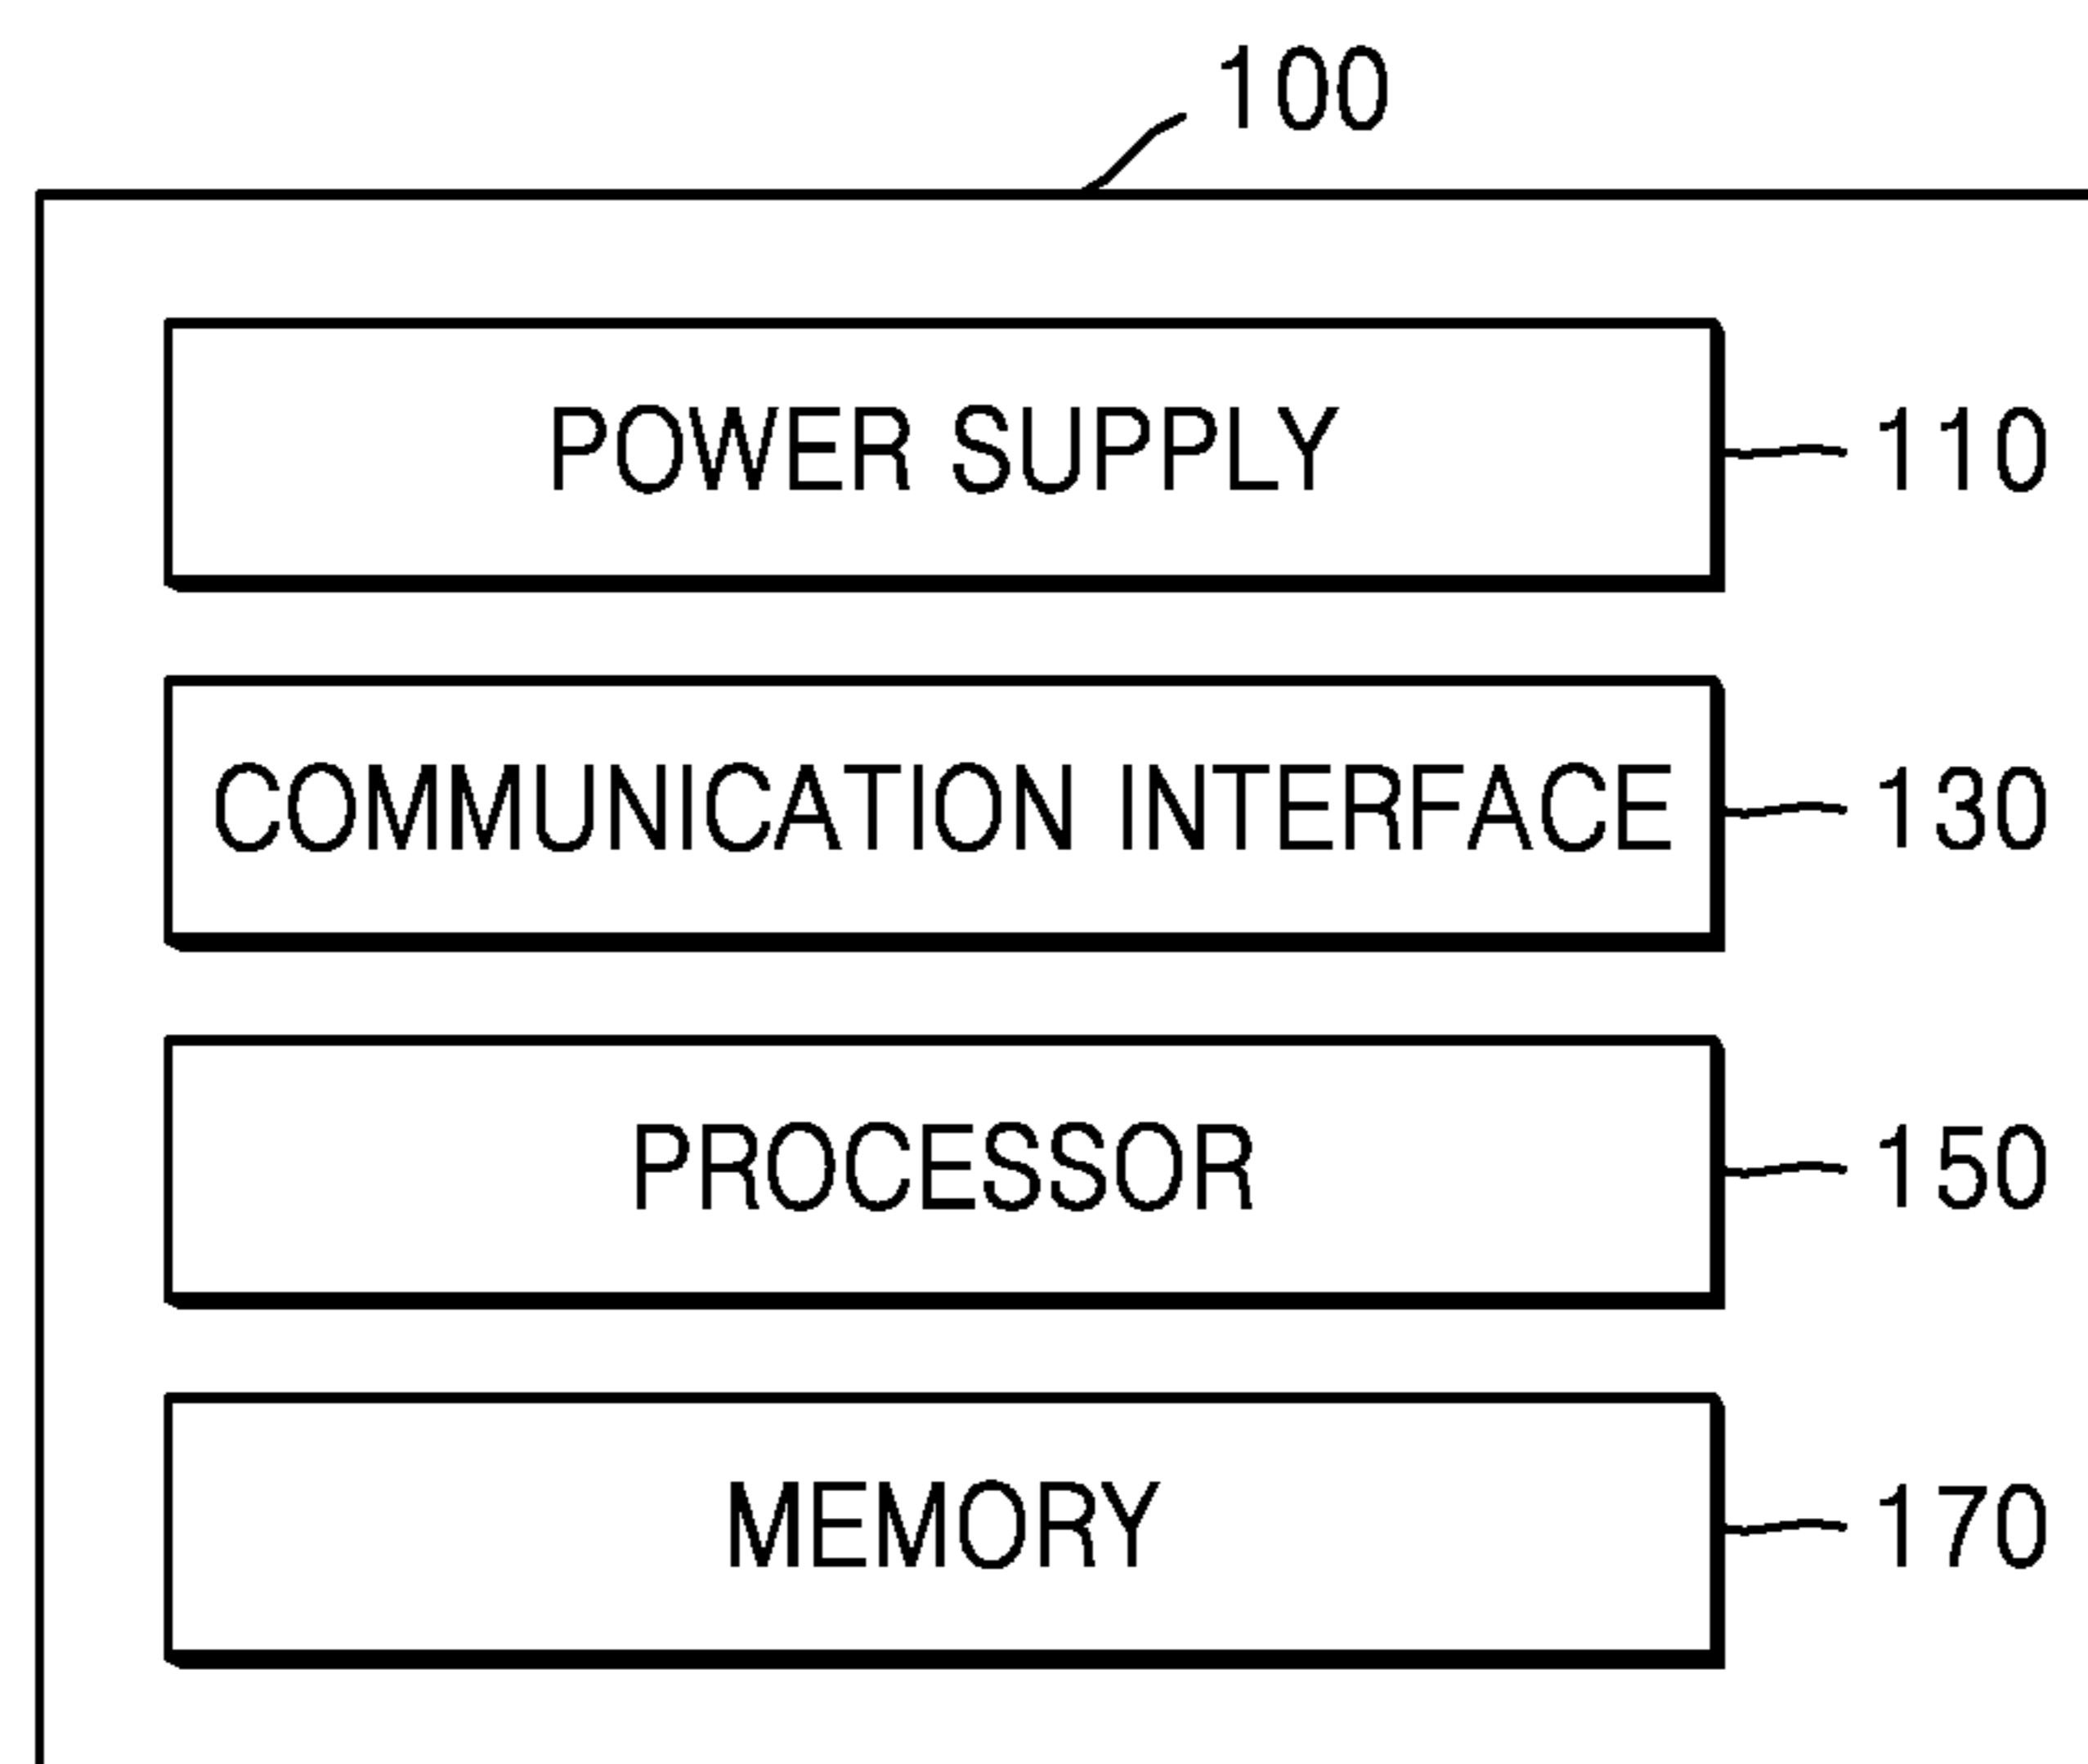 100
POWER SUPPLY 110
COMMUNICATION INTERFACE 130
PROCESSOR 150
MEMORY 170